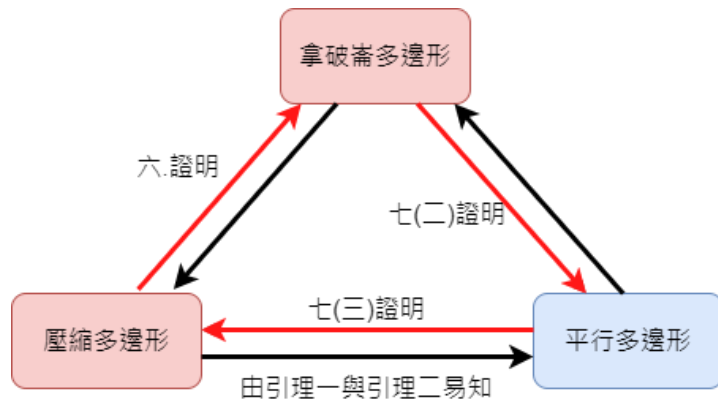 拿破崙多邊形
六.證明
七(二)證明
七(三)證明
壓縮多邊形
平行多邊形
由引理一與引理二易知